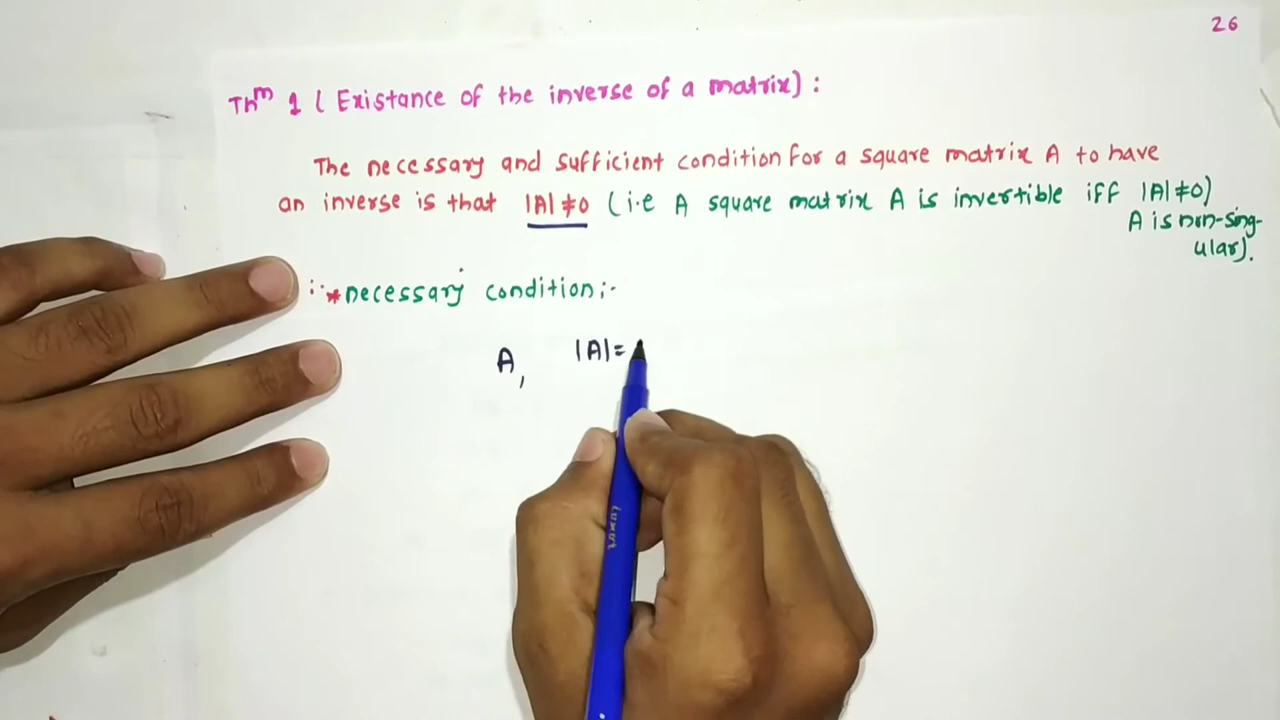 26
Thm 1 ( Existance of the inverse of a matrix) :
The necessary and sufficient condition for a square matrix A to have
an inverse is that |A| ≠ 0 (i.e A square matrix A is invertible iff |A| ≠ 0)
A is non-sing-
ular).
* necessary condition :-
A, |A| =
Luxor